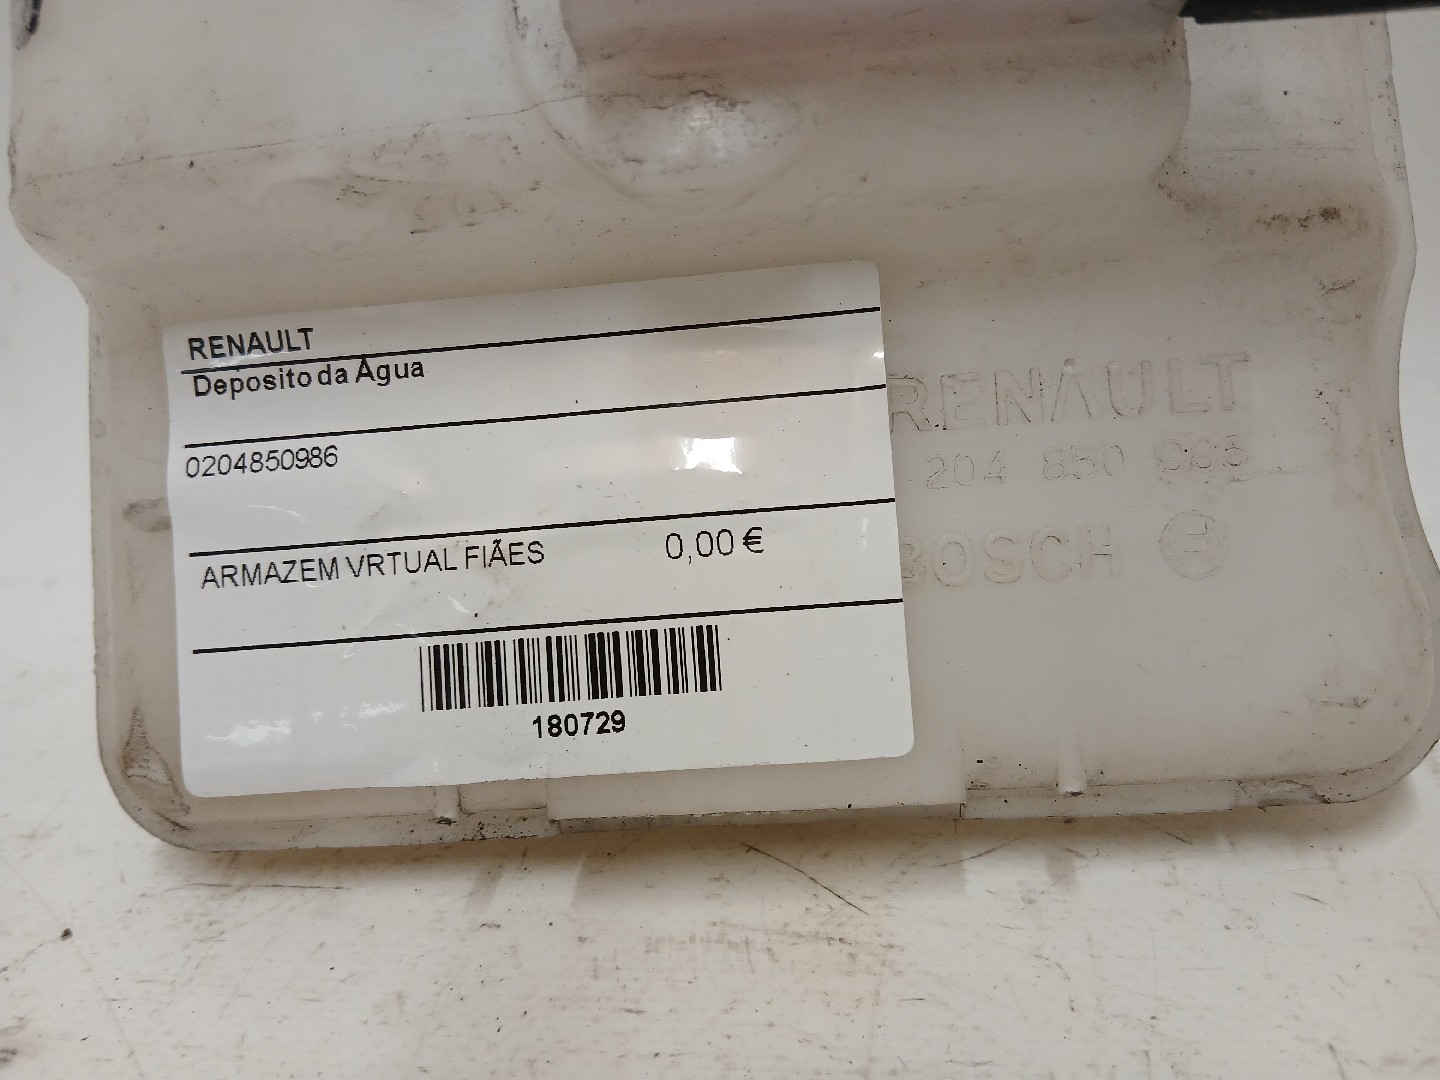 RENAULT
Deposito da Água
0204850986
ARMAZEM VRTUAL FIÃES 0,00 €
180729
RENAULT
204 850
BOSCH